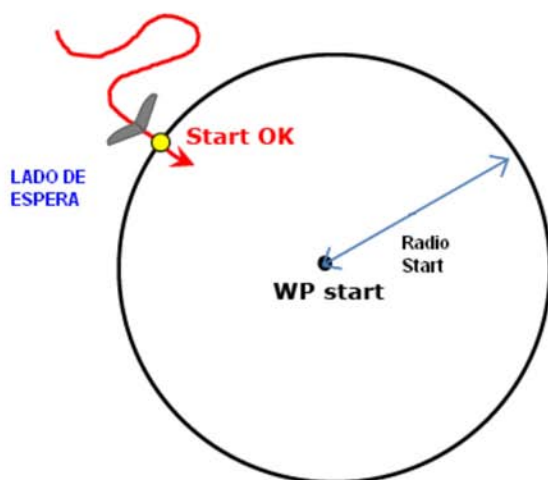 Start OK
LADO DE
ESPERA
Radio
Start
WP start